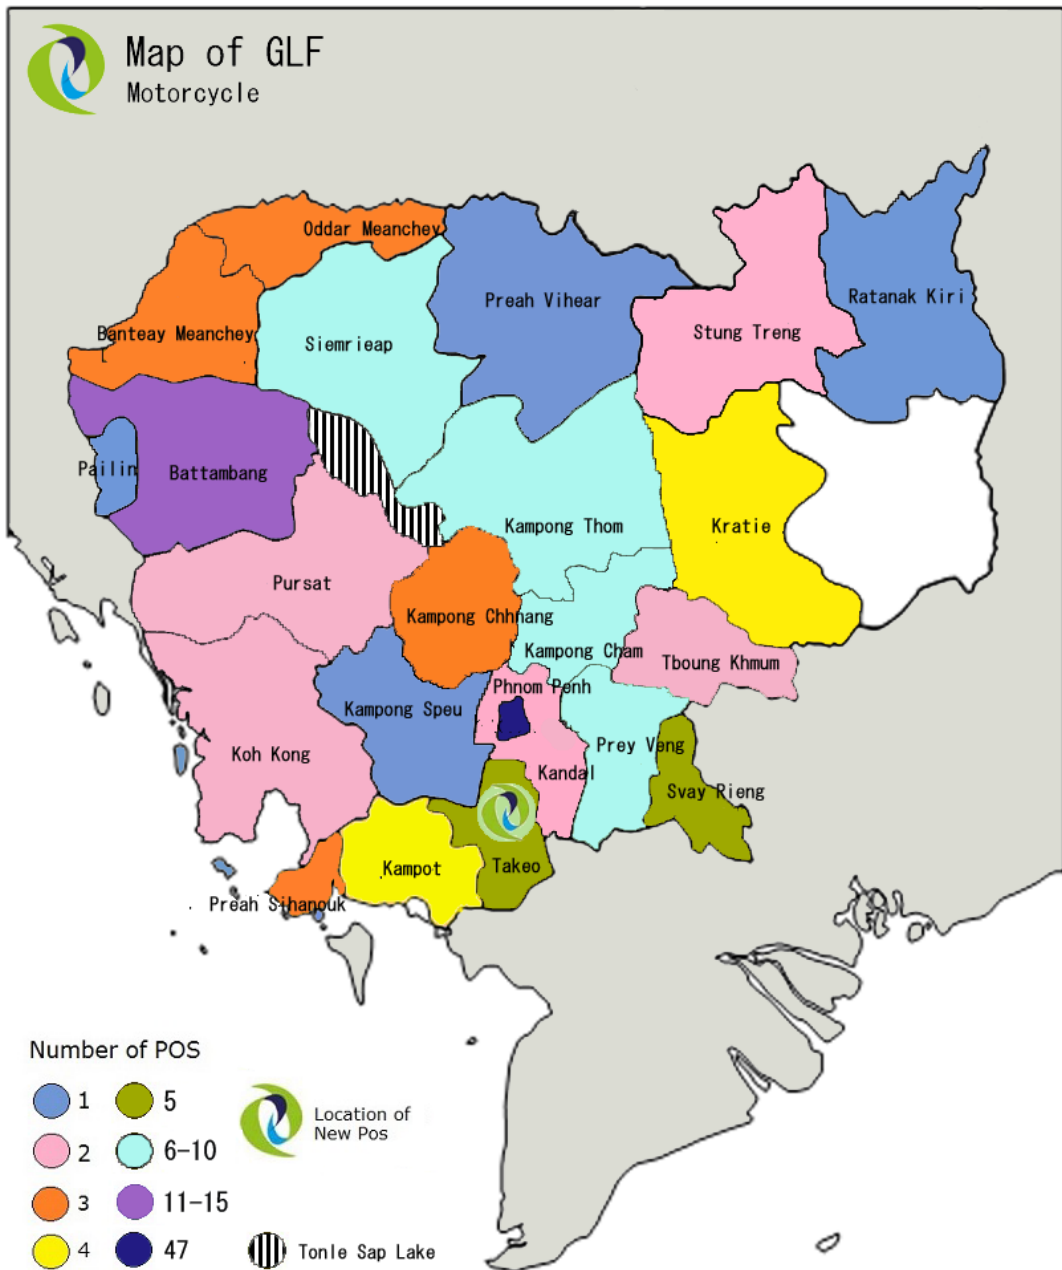 Map of GLF
Motorcycle
Oddar Meanchey
Preah Vihear
Ratanak Kiri
Banteay Meanchey
Siemrieap
Stung Treng
Pailin
Battambang
Kampong Thom
Kratie
Pursat
Kampong Chhnang
Kampong Cham
Tboung Khmum
Phnom Penh
Kampong Speu
Koh Kong
Prey Veng
Kandal
Svay Rieng
Kampot
Takeo
Preah Sihanouk
Number of POS
1
5
2
6-10
3
11-15
4
47
Location of
New Pos
Tonle Sap Lake